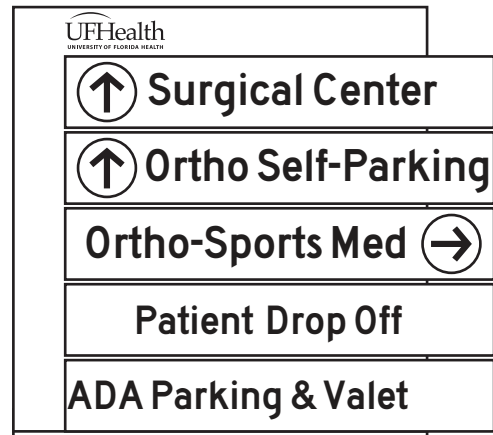 UFHealth
UNIVERSITY OF FLORIDA HEALTH
Surgical Center
Ortho Self-Parking
Ortho-Sports Med
Patient Drop Off
ADA Parking & Valet